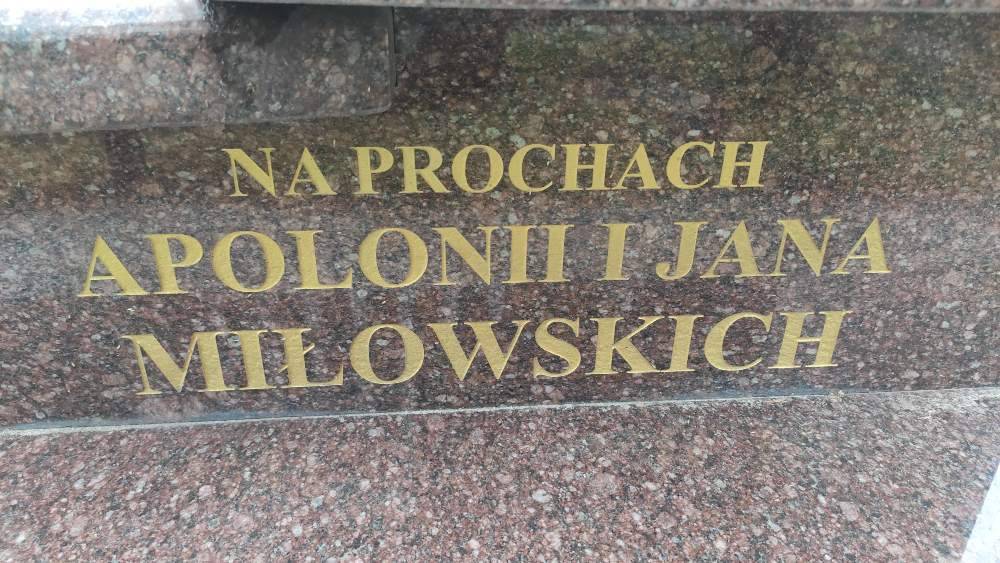 NA PROCHACH
APOLONII I JANA
MIŁOWSKICH